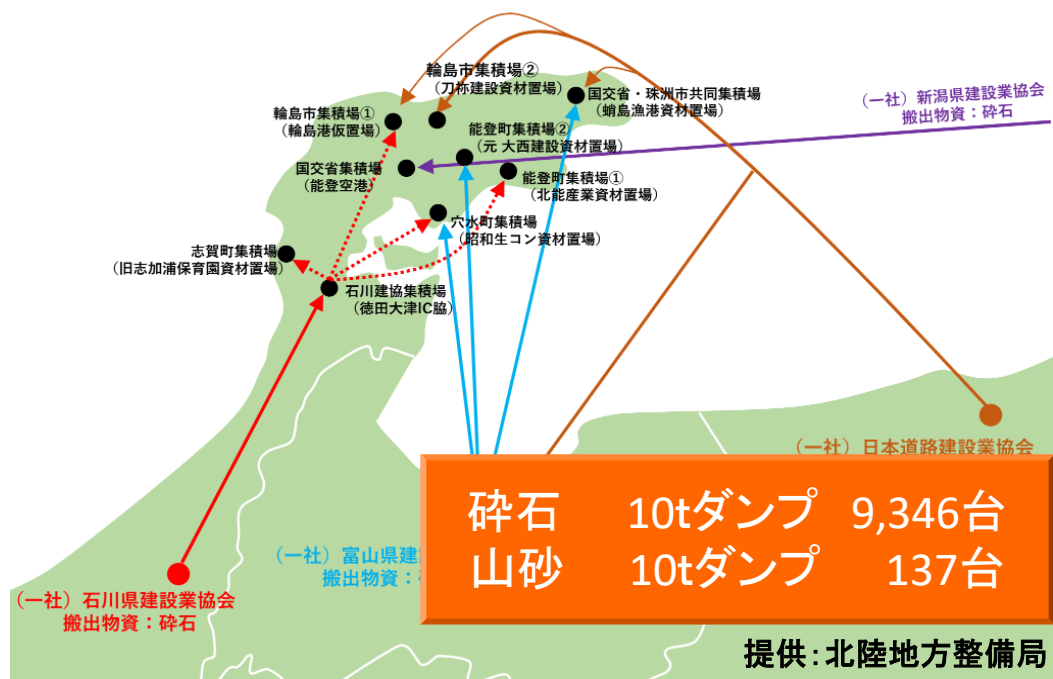 輪島市集積場②
（刀祢建設資材置場）
国交省・珠洲市共同集積場
（蛸島漁港資材置場）
（一社）新潟県建設業協会
搬出物資：砕石
輪島市集積場①
（輪島港仮置場）
能登町集積場②
（元 大西建設資材置場）
国交省集積場
（能登空港）
能登町集積場①
（北能産業資材置場）
穴水町集積場
（昭和生コン資材置場）
志賀町集積場
（旧志加浦保育園資材置場）
石川建協集積場
（徳田大津IC脇）
（一社）日本道路建設業協会
砕石 10tダンプ 9,346台
山砂 10tダンプ 137台
（一社）富山県建
搬出物資：
（一社）石川県建設業協会
搬出物資：砕石
提供：北陸地方整備局